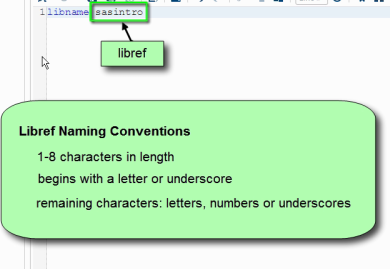 1 libname sasintro
libref
Libref Naming Conventions
1-8 characters in length
begins with a letter or underscore
remaining characters: letters, numbers or underscores